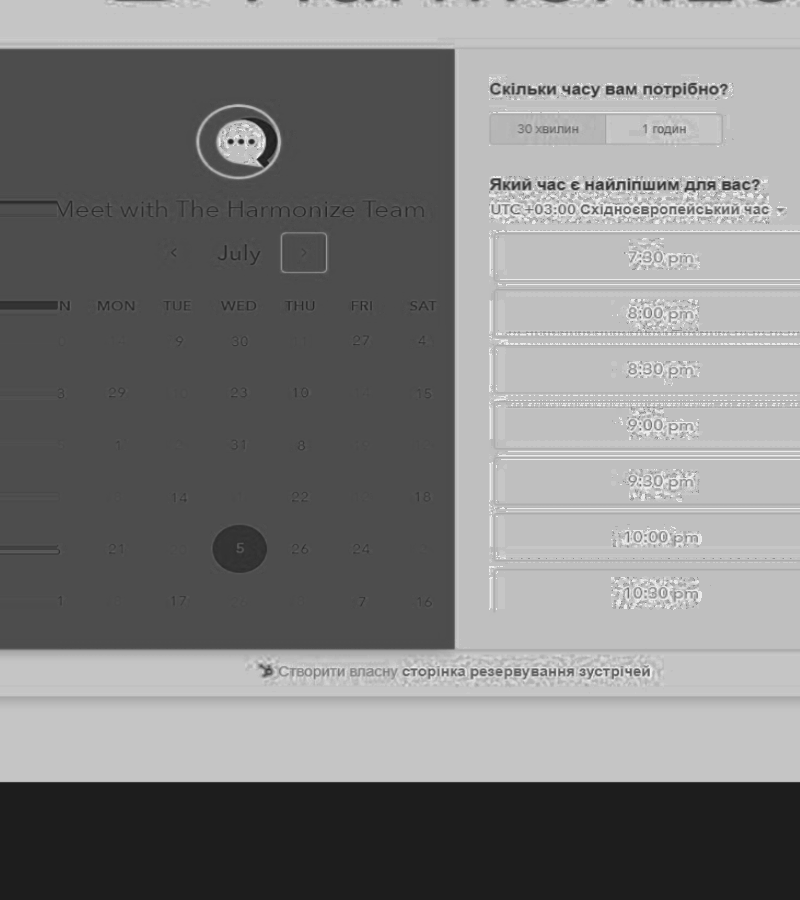 Meet with The Harmonize Team
July
N MON TUE WED THU FRI SAT
9 30 27 4
3 29 23 10 15
1 31 8
14 22 18
21 5 26 24
1 17 7 16
Скільки часу вам потрібно?
30 хвилин 1 годин
Який час є найліпшим для вас?
UTC +03:00 Східноєвропейський час
7:30 pm
8:00 pm
8:30 pm
9:00 pm
9:30 pm
10:00 pm
10:30 pm
Створити власну сторінка резервування зустрічей